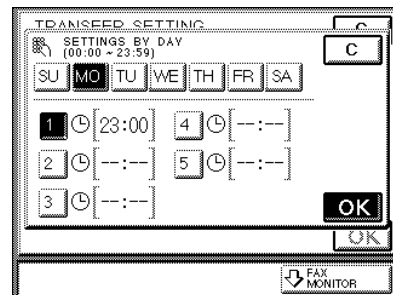 TRANSFER SETTING C
SETTINGS BY DAY
(00:00 ~ 23:59) C
SU MO TU WE TH FR SA
1 [23:00] 4 [--:--]
2 [--:--] 5 [--:--]
3 [--:--]
OK
OK
FAX
MONITOR